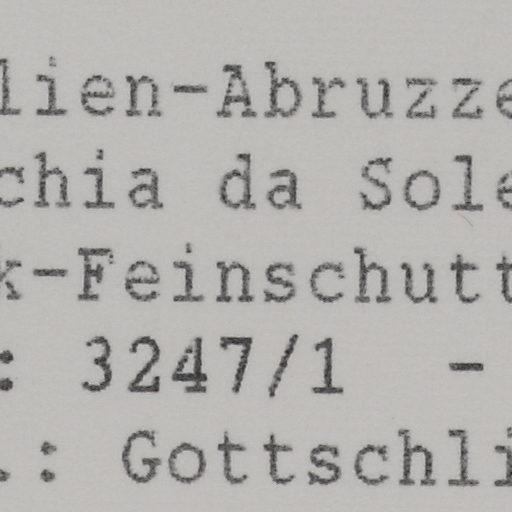 lien-Abruzze
chia da Sole
k-Feinschutt
: 3247/1 -
.: Gottschli